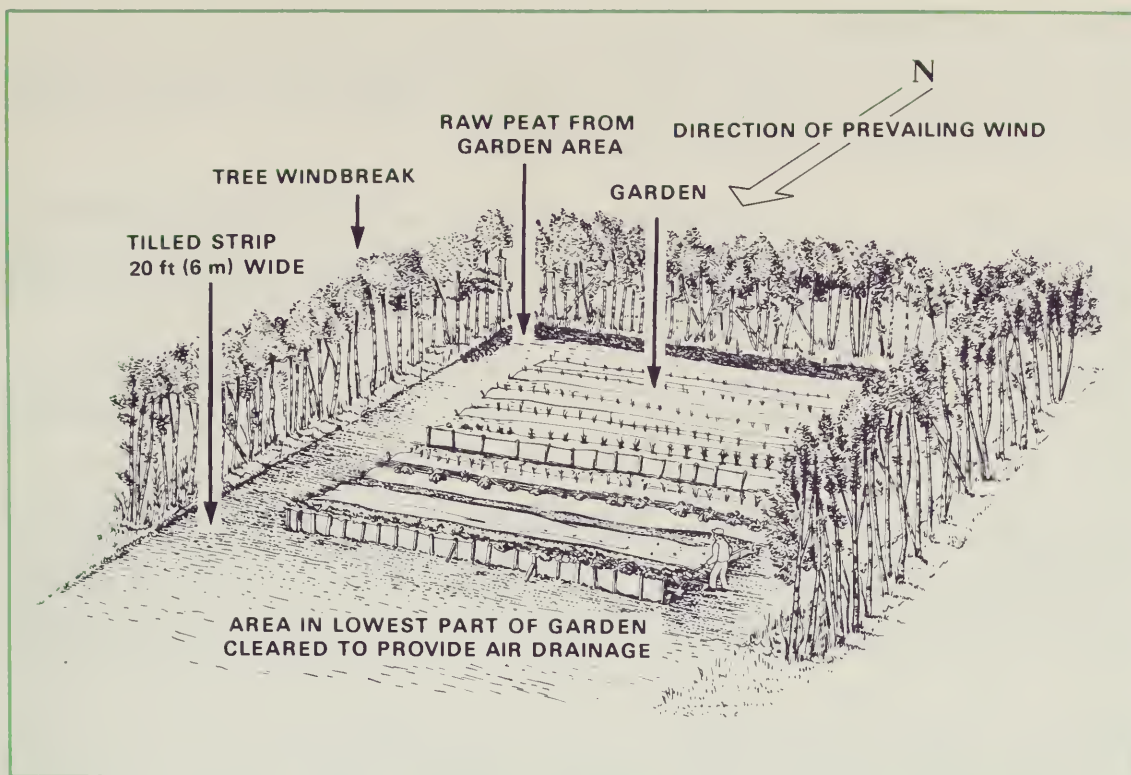 N
DIRECTION OF PREVAILING WIND
RAW PEAT FROM
GARDEN AREA
TREE WINDBREAK
GARDEN
TILLED STRIP
20 ft (6 m) WIDE
AREA IN LOWEST PART OF GARDEN
CLEARED TO PROVIDE AIR DRAINAGE